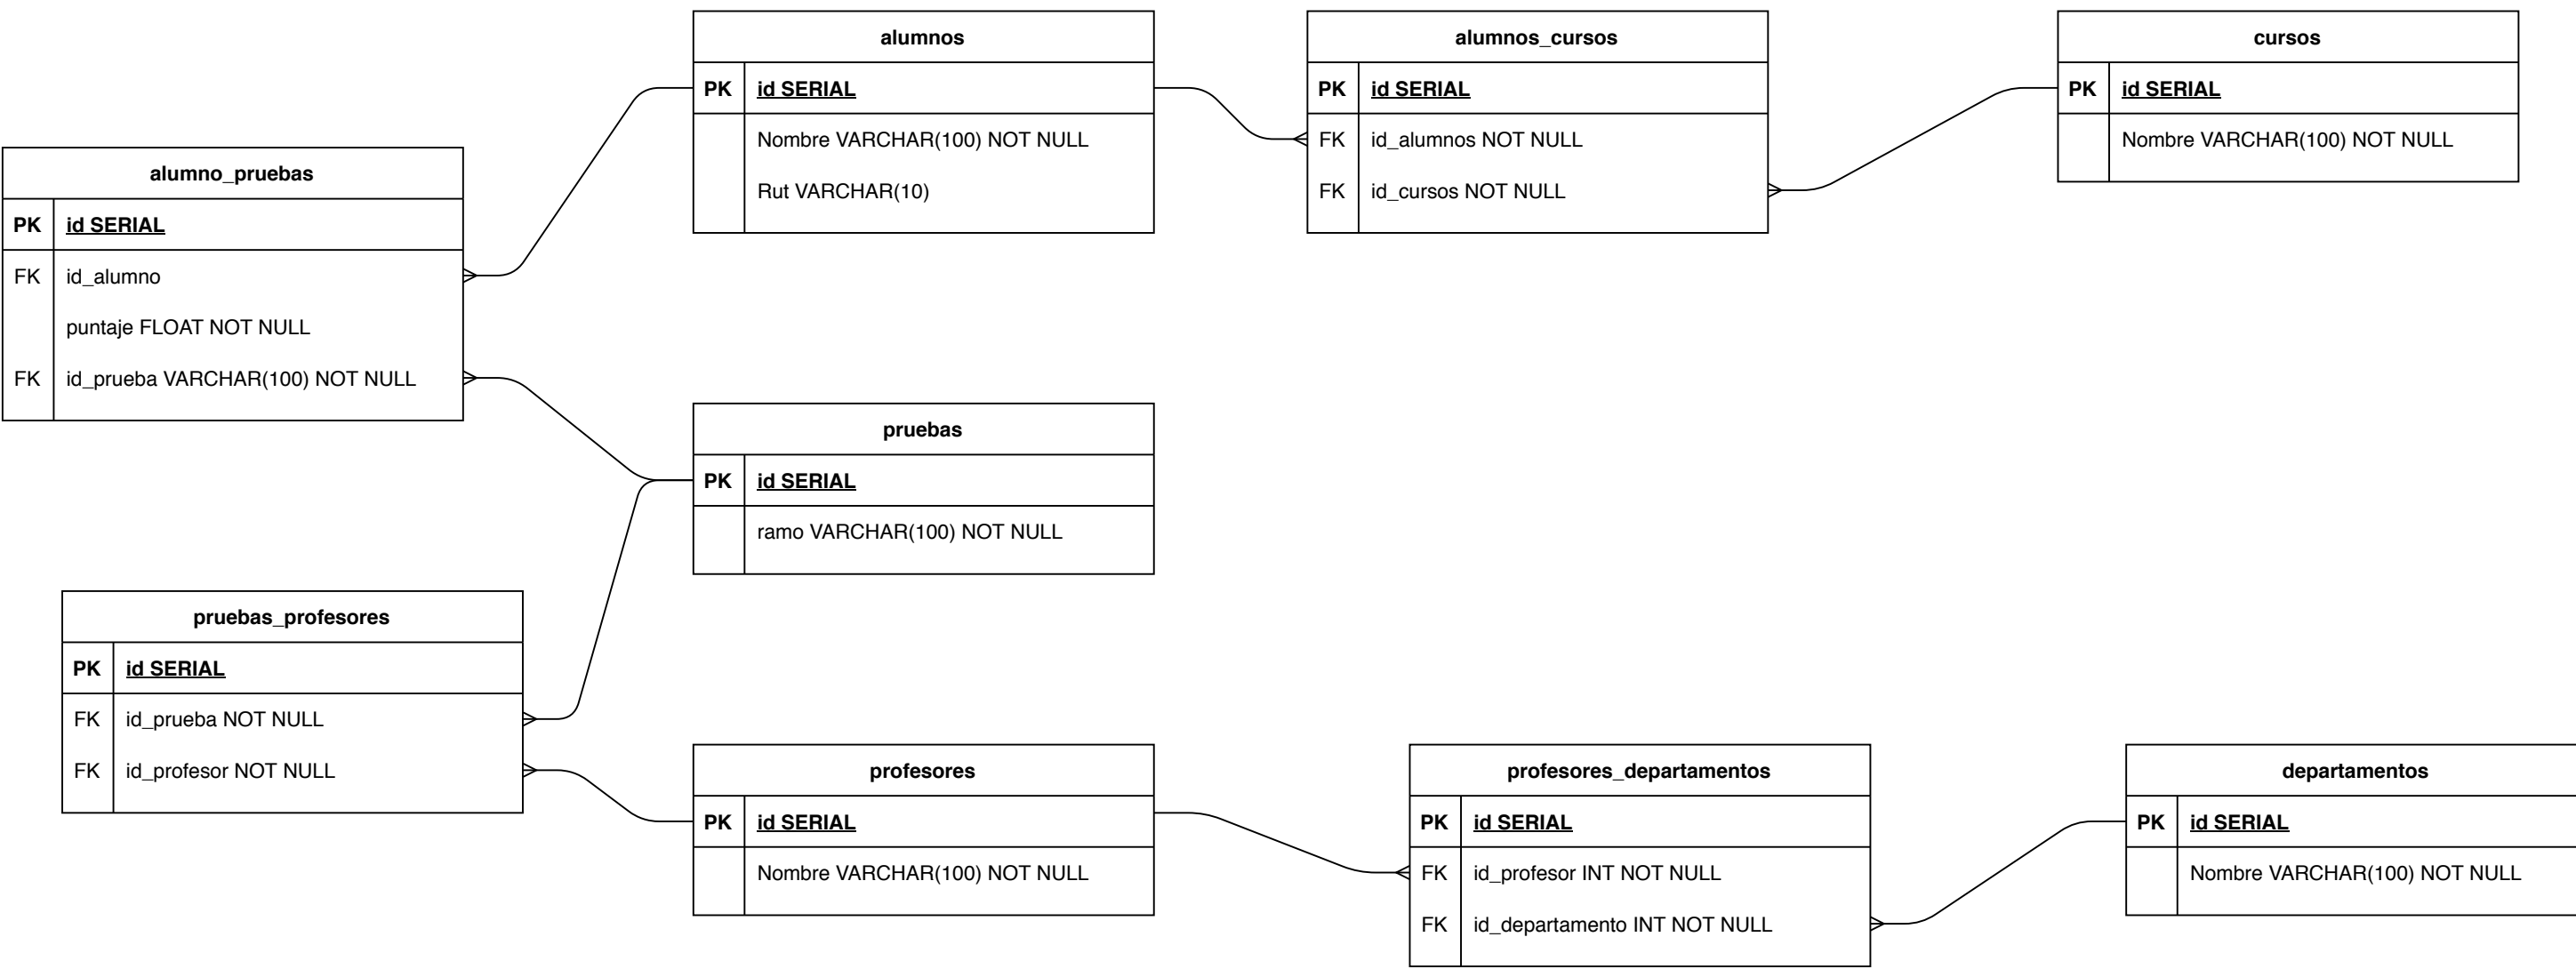 alumnos
PK id SERIAL
Nombre VARCHAR(100) NOT NULL
Rut VARCHAR(10)
alumnos_cursos
PK id SERIAL
FK id_alumnos NOT NULL
FK id_cursos NOT NULL
cursos
PK id SERIAL
Nombre VARCHAR(100) NOT NULL
alumno_pruebas
PK id SERIAL
FK id_alumno
puntaje FLOAT NOT NULL
FK id_prueba VARCHAR(100) NOT NULL
pruebas
PK id SERIAL
ramo VARCHAR(100) NOT NULL
pruebas_profesores
PK id SERIAL
FK id_prueba NOT NULL
FK id_profesor NOT NULL
profesores
PK id SERIAL
Nombre VARCHAR(100) NOT NULL
profesores_departamentos
PK id SERIAL
FK id_profesor INT NOT NULL
FK id_departamento INT NOT NULL
departamentos
PK id SERIAL
Nombre VARCHAR(100) NOT NULL